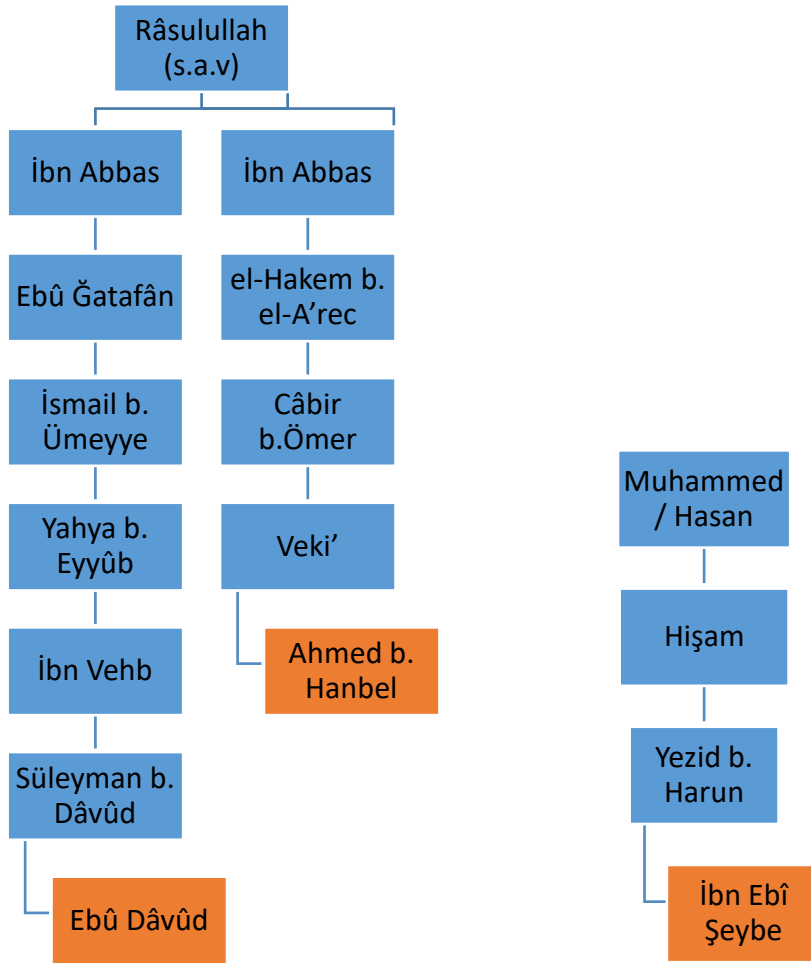 Râsulullah
(s.a.v)
İbn Abbas
Ebû Ğatafân
İsmail b.
Ümeyye
Yahya b.
Eyyûb
İbn Vehb
Süleyman b.
Dâvûd
Ebû Dâvûd
İbn Abbas
el-Hakem b.
el-A’rec
Câbir
b.Ömer
Veki’
Ahmed b.
Hanbel
Muhammed
/ Hasan
Hişam
Yezid b.
Harun
İbn Ebî
Şeybe